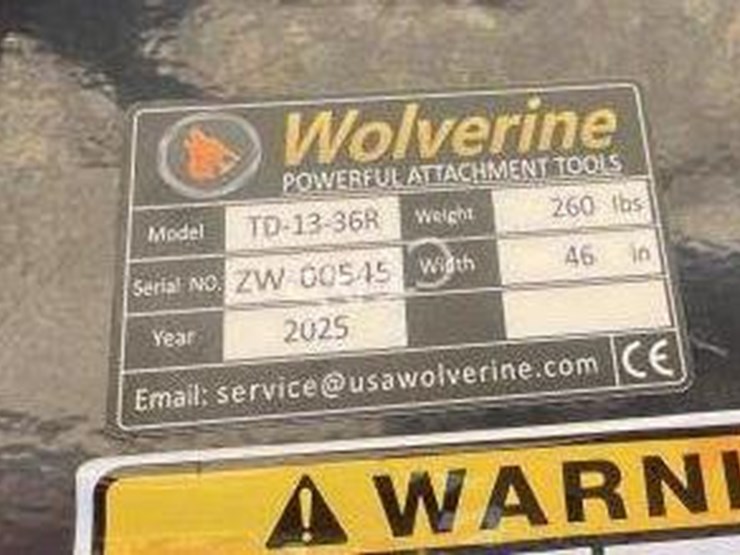 Wolverine
POWERFUL ATTACHMENT TOOLS
Model TD-13-36R Weight 260 lbs
Serial NO. ZW-00545 Width 46 in
Year 2025
Email: service@usawolverine.com CE
WARNI